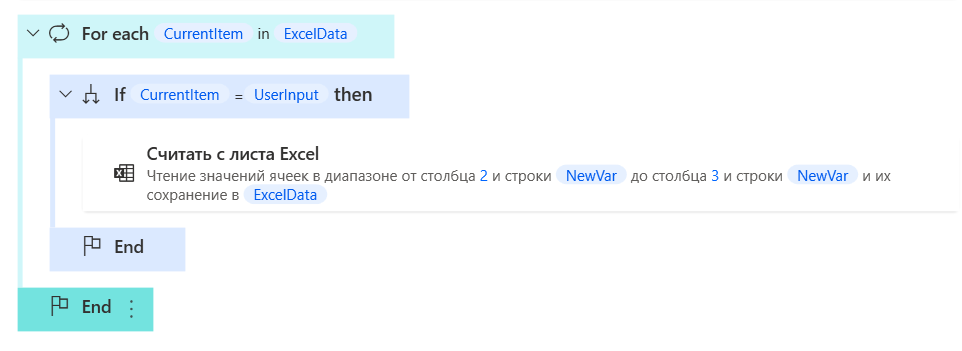 For each CurrentItem in ExcelData
If CurrentItem = UserInput then
Считать с листа Excel
Чтение значений ячеек в диапазоне от столбца 2 и строки NewVar до столбца 3 и строки NewVar и их
сохранение в ExcelData
End
End